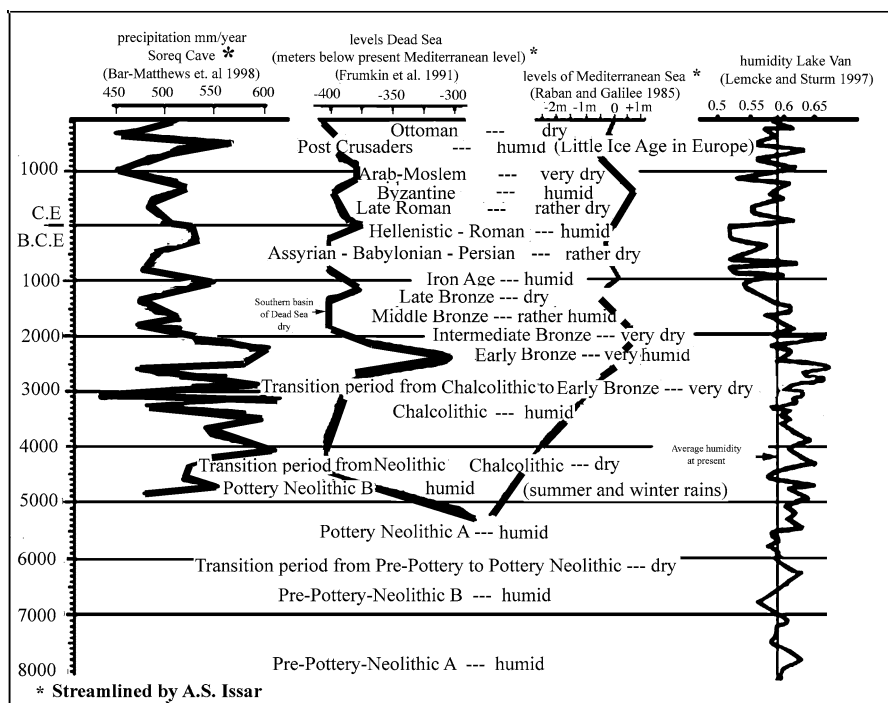 precipitation mm/year
Soreq Cave *
(Bar-Matthews et. al 1998)
450 500 550 600
levels Dead Sea
(meters below present Mediterranean level) *
(Frumkin et al. 1991)
-400 -350 -300
levels of Mediterranean Sea *
(Raban and Galilee 1985)
-2m -1m 0 +1m
humidity Lake Van
(Lemcke and Sturm 1997)
0.5 0.55 0.6 0.65
Ottoman --- dry
Post Crusaders --- humid (Little Ice Age in Europe)
1000
Arab-Moslem --- very dry
Byzantine --- humid
Late Roman --- rather dry
C.E
Hellenistic - Roman --- humid
B.C.E
Assyrian - Babylonian - Persian --- rather dry
1000
Iron Age --- humid
Late Bronze --- dry
Southern basin
of Dead Sea
dry
Middle Bronze --- rather humid
2000
Intermediate Bronze --- very dry
Early Bronze --- very humid
3000
Transition period from Chalcolithic to Early Bronze --- very dry
Chalcolithic --- humid
4000
Average humidity
at present
Transition period from Neolithic Chalcolithic --- dry
Pottery Neolithic B humid (summer and winter rains)
5000
Pottery Neolithic A --- humid
6000
Transition period from Pre-Pottery to Pottery Neolithic --- dry
Pre-Pottery-Neolithic B --- humid
7000
Pre-Pottery-Neolithic A --- humid
8000
* Streamlined by A.S. Issar